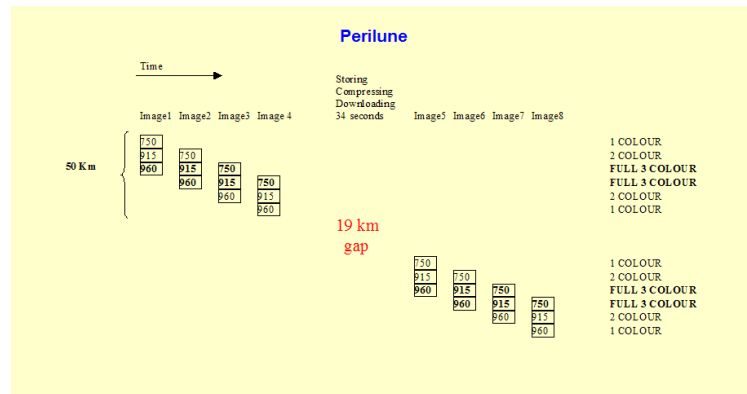 Perilune
Time
Storing
Compressing
Downloading
34 seconds
Image1 Image2 Image3 Image 4 Image5 Image6 Image7 Image8
750 1 COLOUR
915 750 2 COLOUR
50 Km 960 915 750 FULL 3 COLOUR
960 915 750 FULL 3 COLOUR
960 915 2 COLOUR
960 1 COLOUR
19 km
gap
750 1 COLOUR
915 750 2 COLOUR
960 915 750 FULL 3 COLOUR
960 915 750 FULL 3 COLOUR
960 915 2 COLOUR
960 1 COLOUR